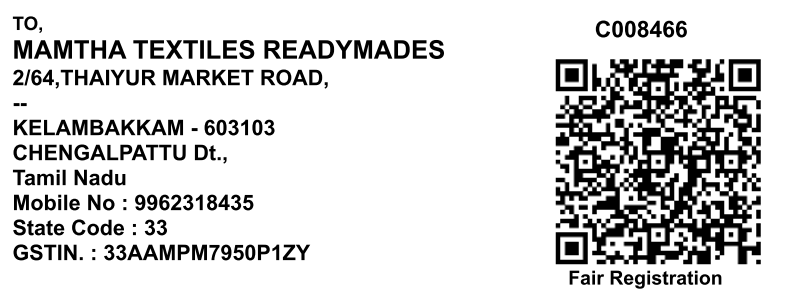 TO,
MAMTHA TEXTILES READYMADES
2/64,THAIYUR MARKET ROAD,
--
KELAMBAKKAM - 603103
CHENGALPATTU Dt.,
Tamil Nadu
Mobile No : 9962318435
State Code : 33
GSTIN. : 33AAMPM7950P1ZY
C008466
Fair Registration